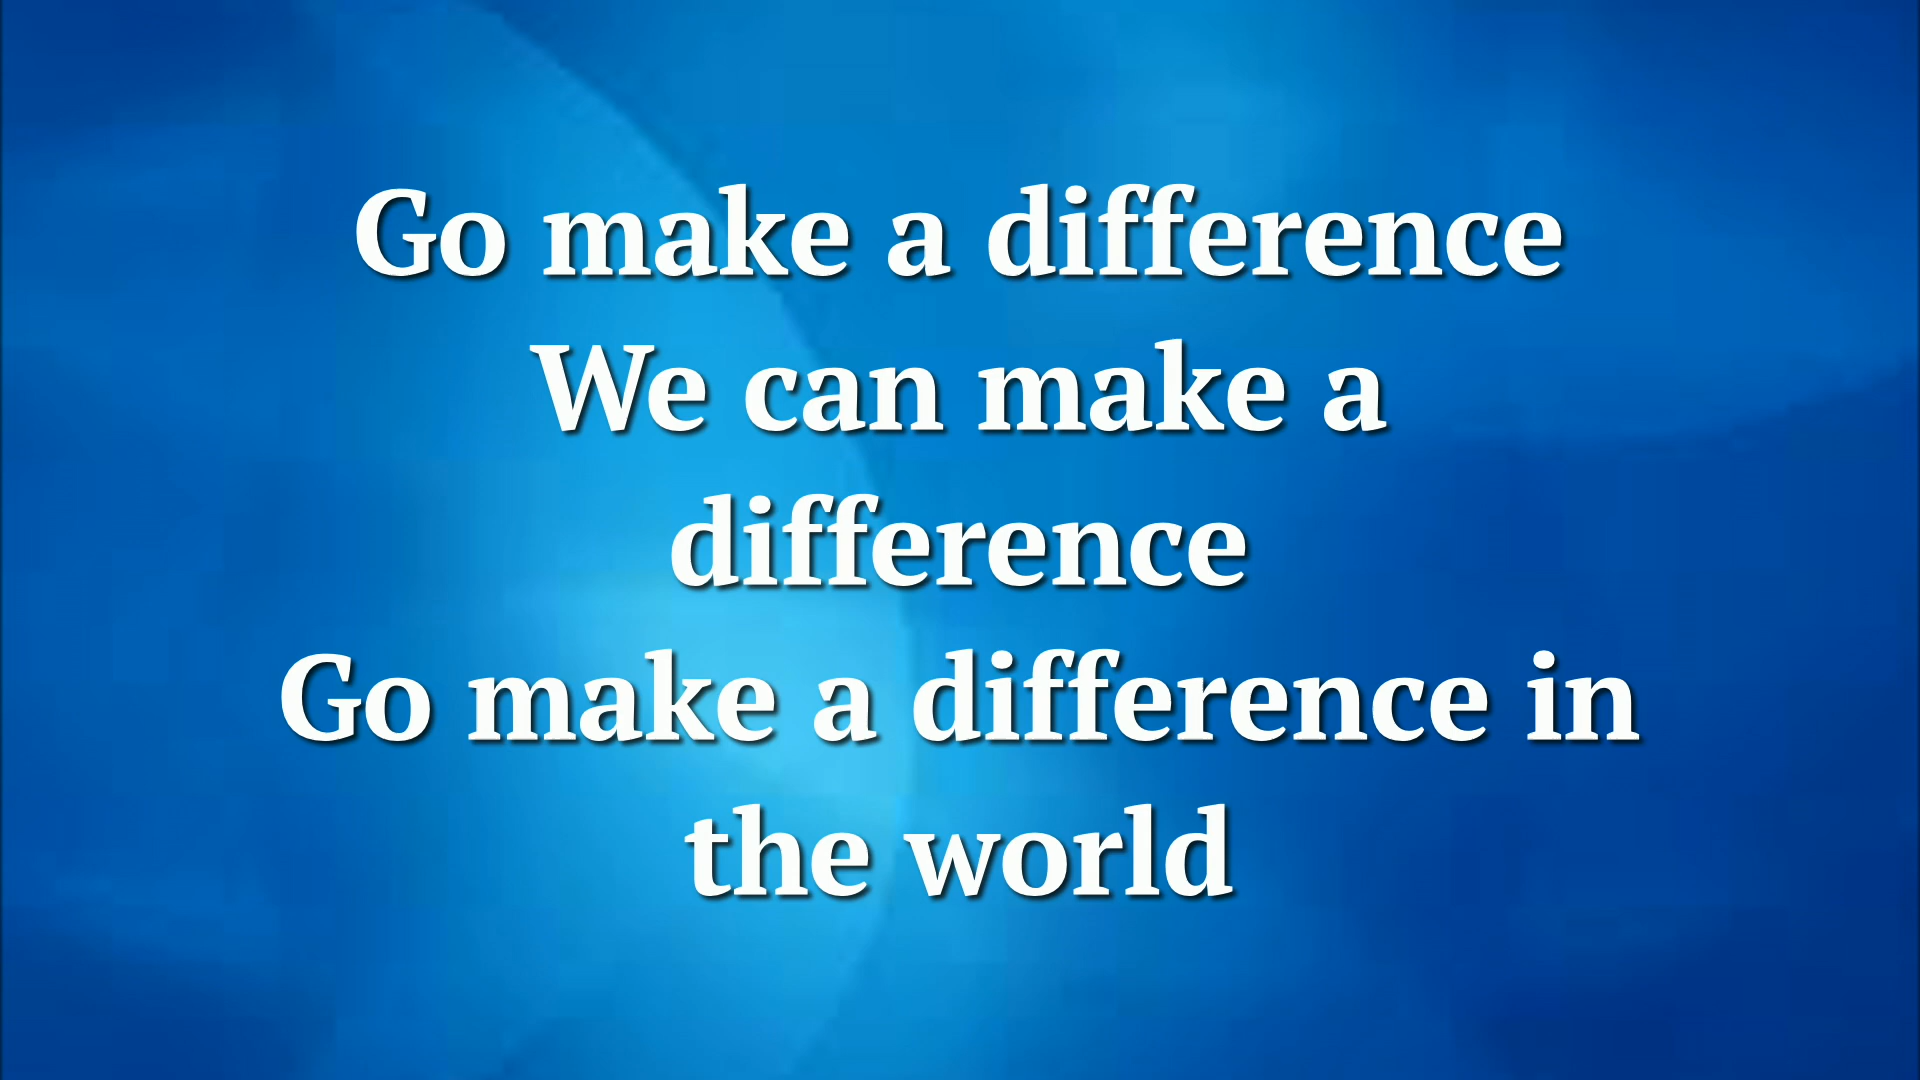 Go make a difference
We can make a
difference
Go make a difference in
the world